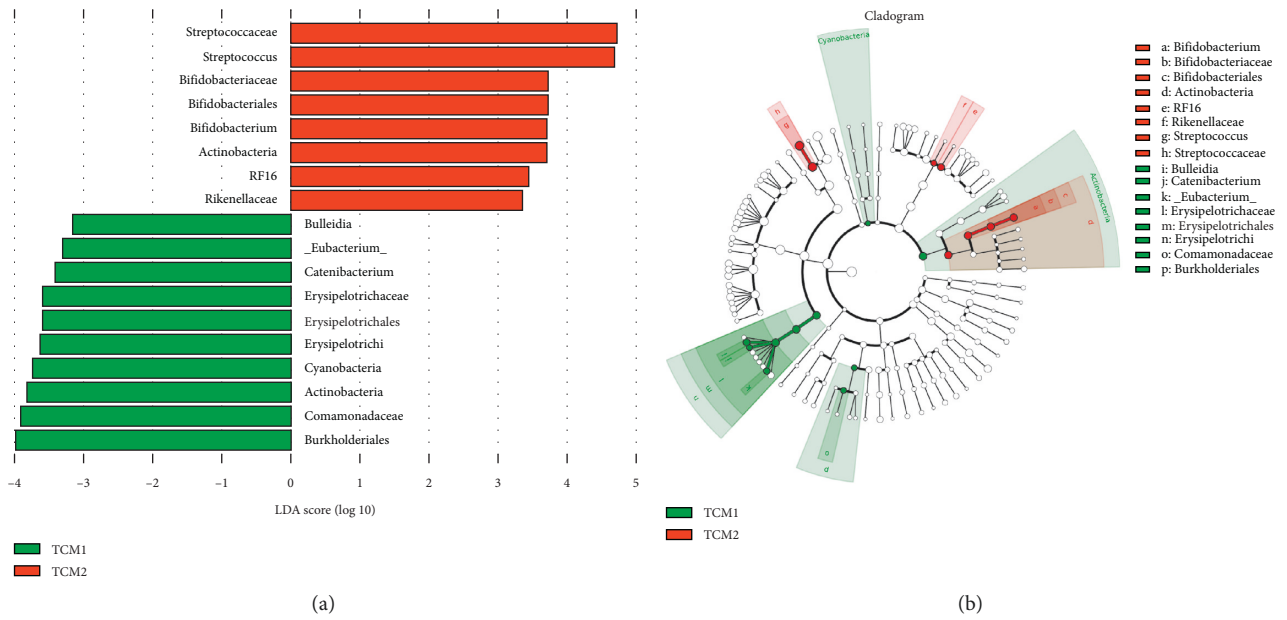 Streptococcaceae
Streptococcus
Bifidobacteriaceae
Bifidobacteriales
Bifidobacterium
Actinobacteria
RF16
Rikenellaceae
Bulleidia
_Eubacterium_
Catenibacterium
Erysipelotrichaceae
Erysipelotrichales
Erysipelotrichi
Cyanobacteria
Actinobacteria
Comamonadaceae
Burkholderiales
–4 –3 –2 –1 0 1 2 3 4 5
LDA score (log 10)
TCM1
TCM2
(a)
Cladogram
Cyanobacteria
h
g
f
e
Actinobacteria
c
b
a
d
m
l
n
o
p
a: Bifidobacterium
b: Bifidobacteriaceae
c: Bifidobacteriales
d: Actinobacteria
e: RF16
f: Rikenellaceae
g: Streptococcus
h: Streptococcaceae
i: Bulleidia
j: Catenibacterium
k: _Eubacterium_
l: Erysipelotrichaceae
m: Erysipelotrichales
n: Erysipelotrichi
o: Comamonadaceae
p: Burkholderiales
TCM1
TCM2
(b)